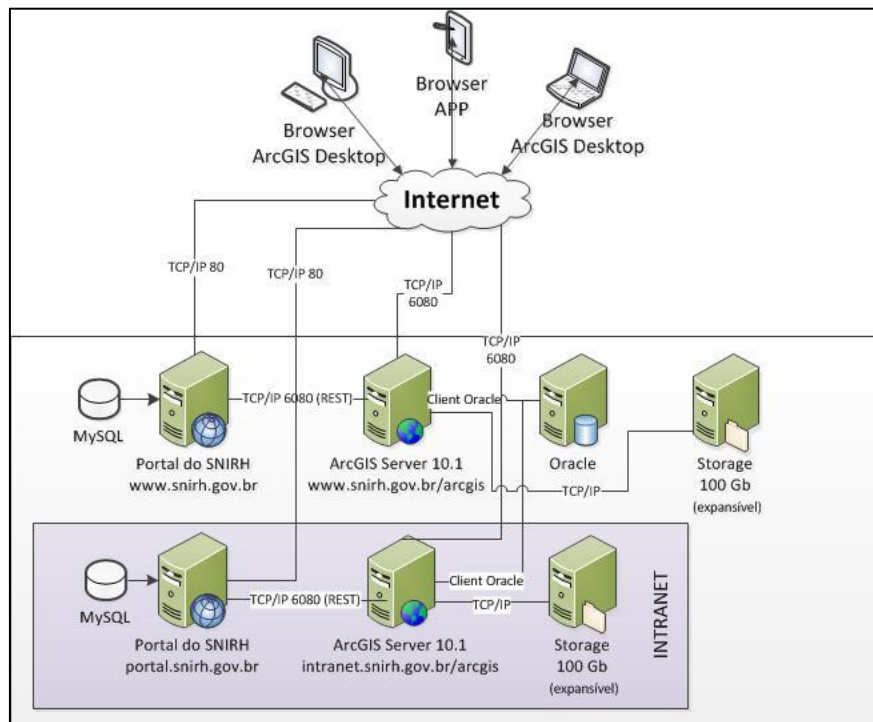 Browser
ArcGIS Desktop
Browser
APP
Browser
ArcGIS Desktop
Internet
TCP/IP 80
TCP/IP 80
TCP/IP
6080
TCP/IP
6080
MySQL
TCP/IP 6080 (REST)
Client Oracle
TCP/IP
Portal do SNIRH
www.snirh.gov.br
ArcGIS Server 10.1
www.snirh.gov.br/arcgis
Oracle
Storage
100 Gb
(expansível)
MySQL
TCP/IP 6080 (REST)
Client Oracle
TCP/IP
Portal do SNIRH
portal.snirh.gov.br
ArcGIS Server 10.1
intranet.snirh.gov.br/arcgis
Storage
100 Gb
(expansível)
INTRANET